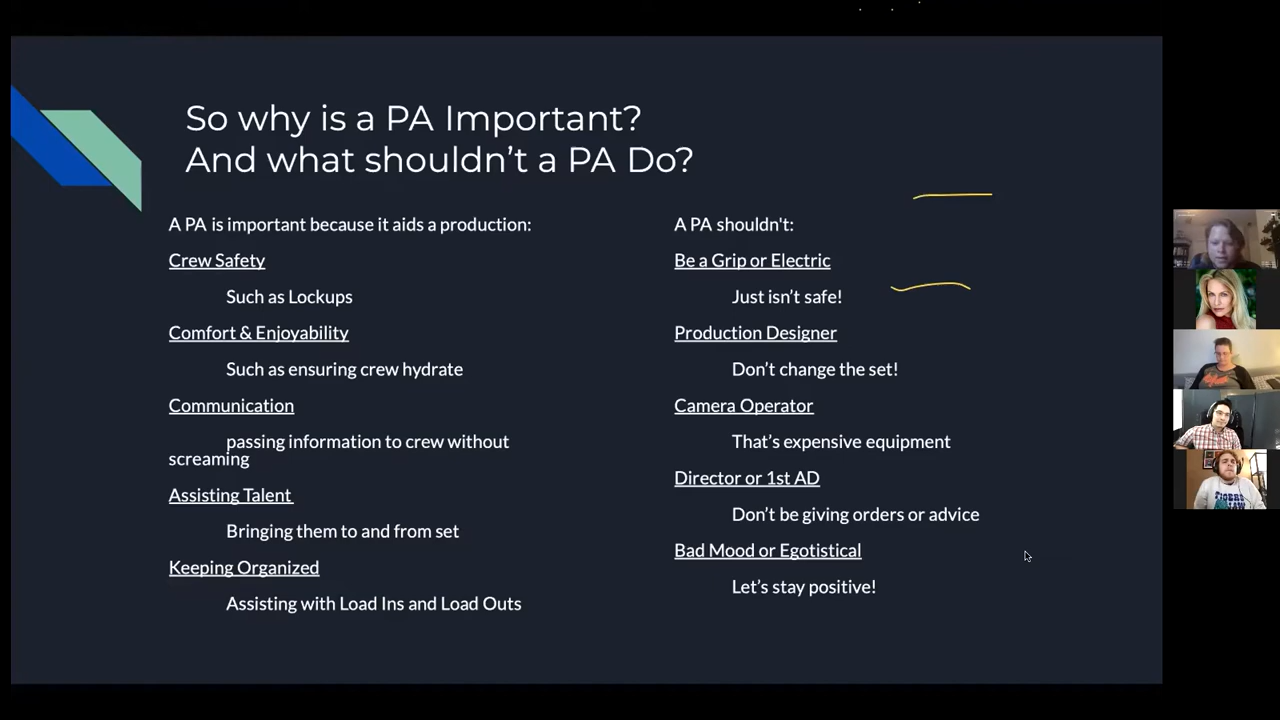 So why is a PA Important?
And what shouldn't a PA Do?
A PA is important because it aids a production:
Crew Safety
Such as Lockups
Comfort & Enjoyability
Such as ensuring crew hydrate
Communication
passing information to crew without
screaming
Assisting Talent
Bringing them to and from set
Keeping Organized
Assisting with Load Ins and Load Outs
A PA shouldn't:
Be a Grip or Electric
Just isn't safe!
Production Designer
Don't change the set!
Camera Operator
That's expensive equipment
Director or 1st AD
Don't be giving orders or advice
Bad Mood or Egotistical
Let's stay positive!
TIGERS